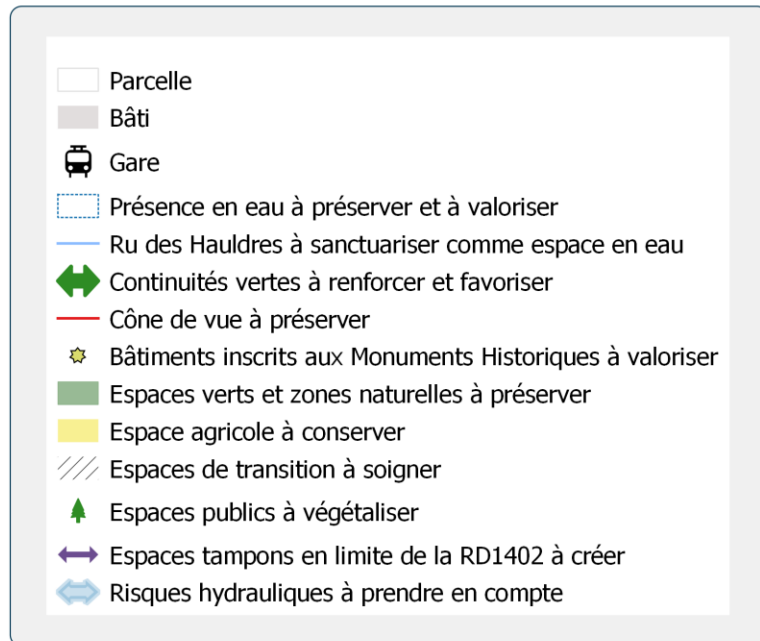 Parcelle
Bâti
Gare
Présence en eau à préserver et à valoriser
Ru des Hauldres à sanctuariser comme espace en eau
Continuités vertes à renforcer et favoriser
Cône de vue à préserver
Bâtiments inscrits aux Monuments Historiques à valoriser
Espaces verts et zones naturelles à préserver
Espace agricole à conserver
Espaces de transition à soigner
Espaces publics à végétaliser
Espaces tampons en limite de la RD1402 à créer
Risques hydrauliques à prendre en compte